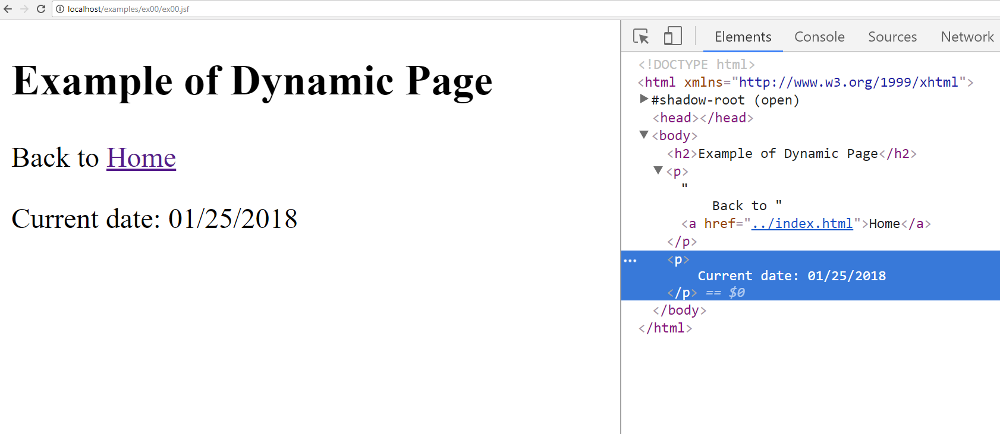 localhost/examples/ex00/ex00.jsf
Example of Dynamic Page
Back to Home
Current date: 01/25/2018
Elements Console Sources Network
<!DOCTYPE html>
<html xmlns="http://www.w3.org/1999/xhtml">
#shadow-root (open)
<head></head>
<body>
<h2>Example of Dynamic Page</h2>
<p>
"
Back to "
<a href="../index.html">Home</a>
</p>
<p>
Current date: 01/25/2018
</p> == $0
</body>
</html>